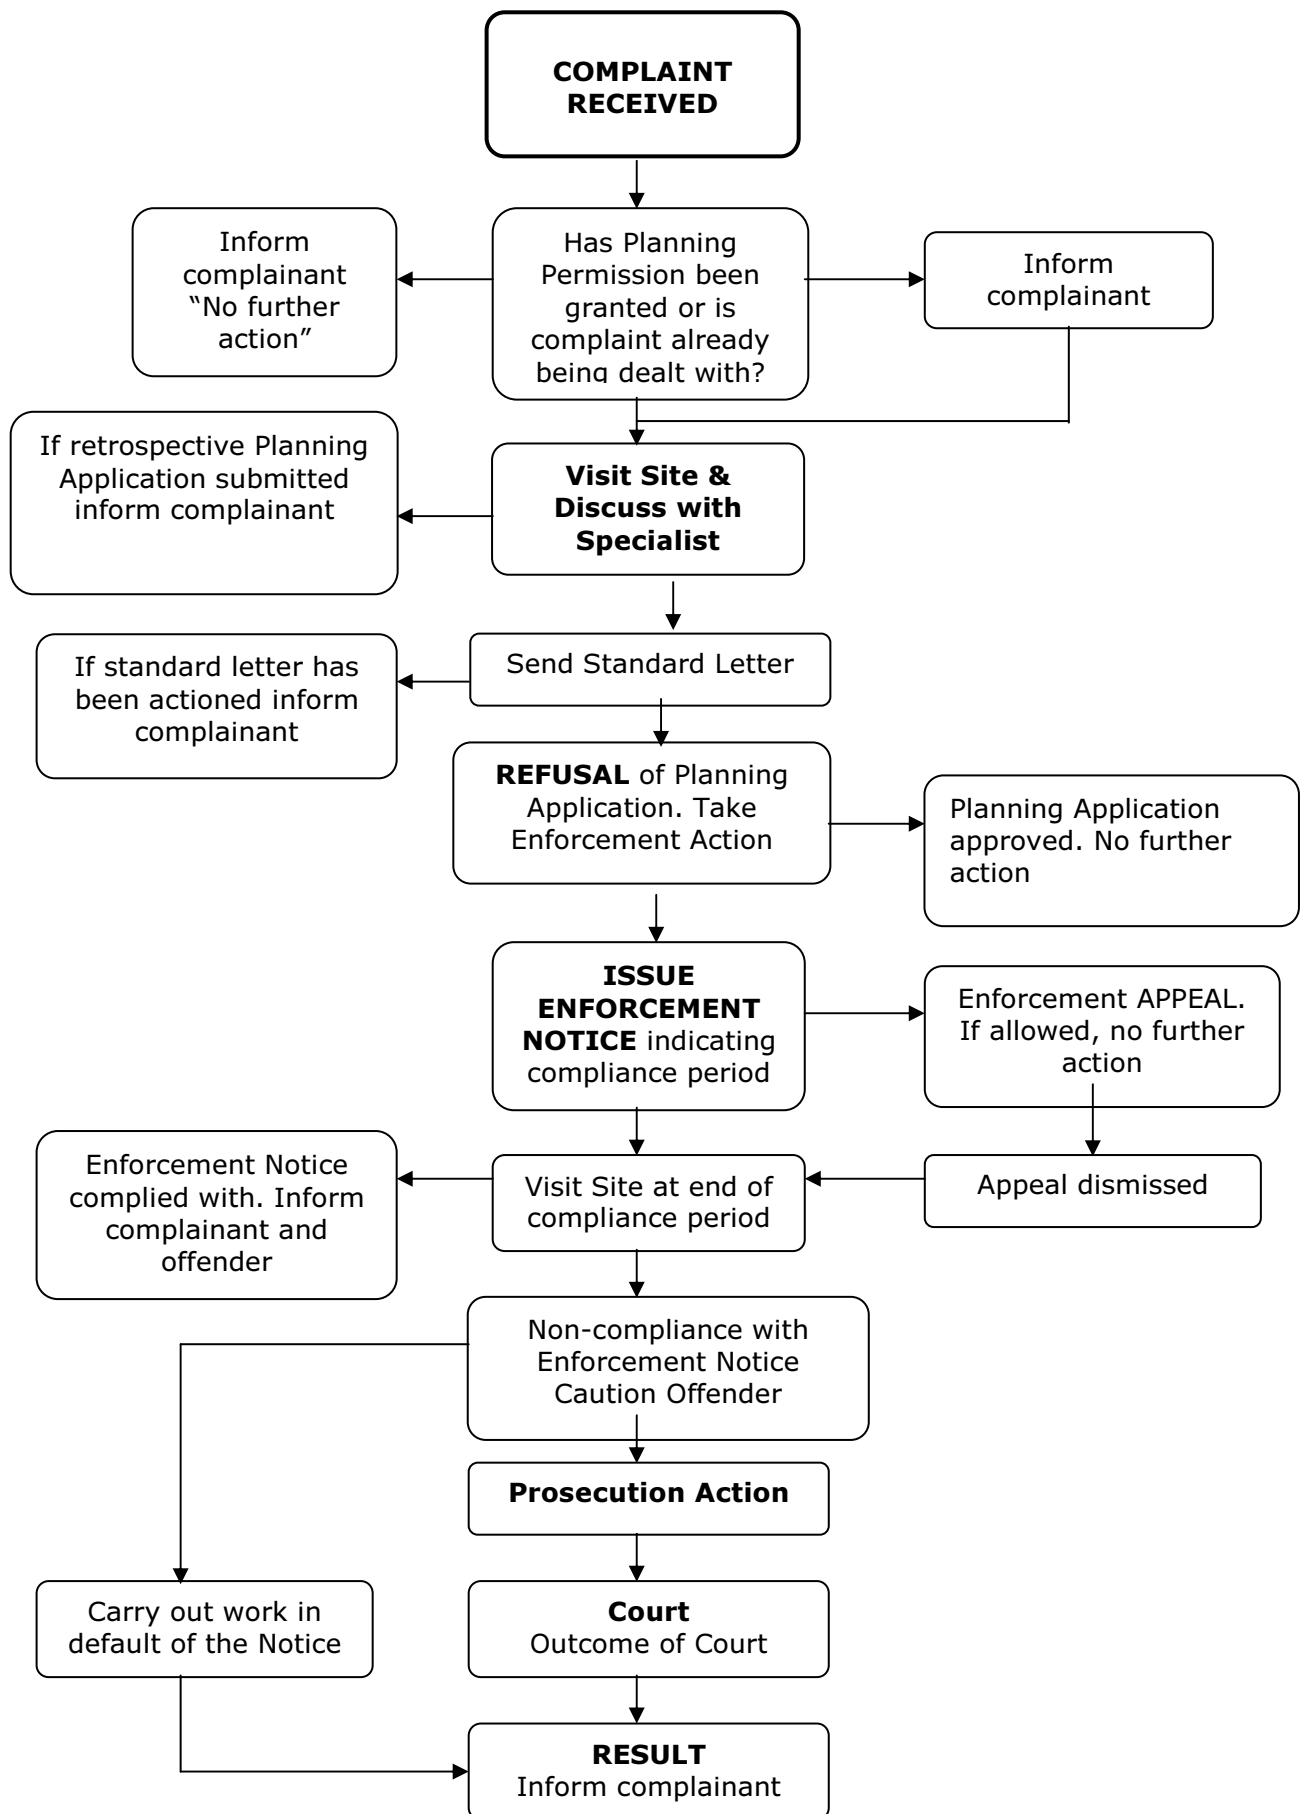 COMPLAINT
RECEIVED
Inform
complainant
“No further
action”
Has Planning
Permission been
granted or is
complaint already
being dealt with?
Inform
complainant
If retrospective Planning
Application submitted
inform complainant
Visit Site &
Discuss with
Specialist
Send Standard Letter
If standard letter has
been actioned inform
complainant
REFUSAL of Planning
Application. Take
Enforcement Action
Planning Application
approved. No further
action
ISSUE
ENFORCEMENT
NOTICE indicating
compliance period
Enforcement APPEAL.
If allowed, no further
action
Enforcement Notice
complied with. Inform
complainant and
offender
Visit Site at end of
compliance period
Appeal dismissed
Non-compliance with
Enforcement Notice
Caution Offender
Prosecution Action
Carry out work in
default of the Notice
Court
Outcome of Court
RESULT
Inform complainant